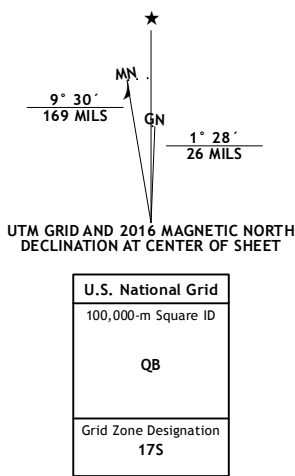 MN
GN
9° 30´
169 MILS
1° 28´
26 MILS
UTM GRID AND 2016 MAGNETIC NORTH
DECLINATION AT CENTER OF SHEET
U.S. National Grid
100,000-m Square ID
QB
Grid Zone Designation
17S